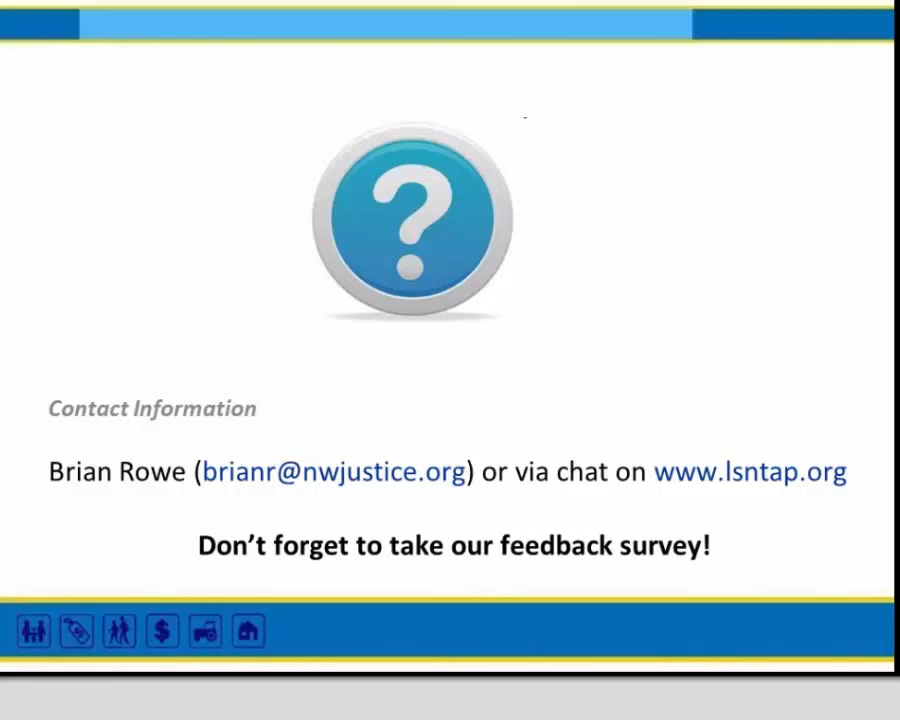 ?
Contact Information
Brian Rowe (brianr@nwjustice.org) or via chat on www.lsntap.org
Don’t forget to take our feedback survey!
$